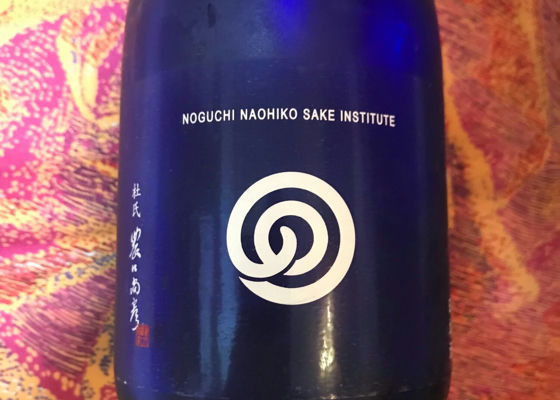 NOGUCHI NAOHIKO SAKE INSTITUTE
杜氏 農口尚彦